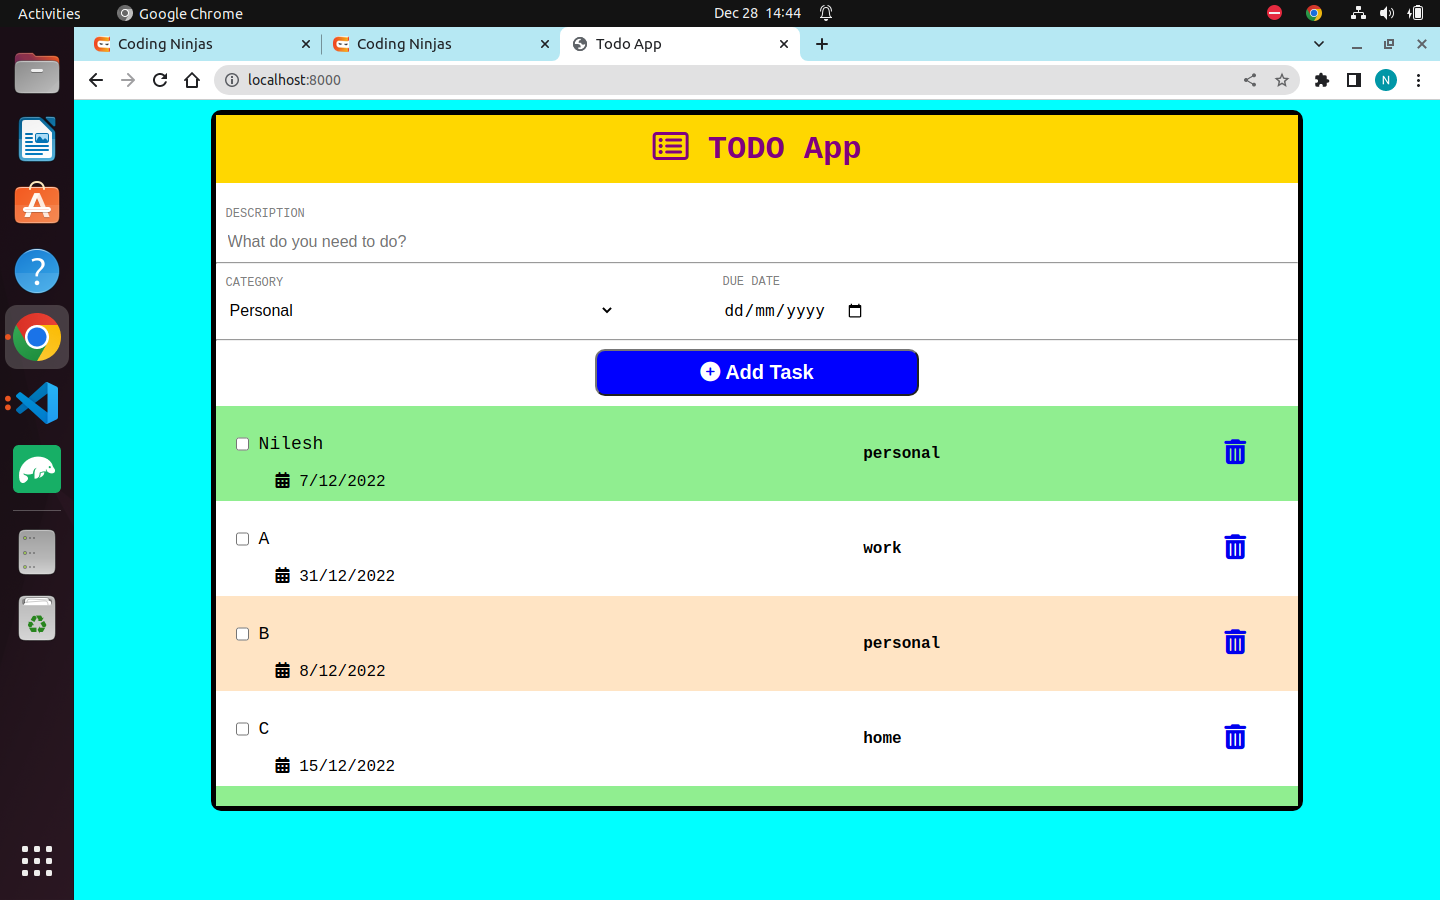 Activities Google Chrome Dec 28 14:44
Coding Ninjas Coding Ninjas Todo App
localhost:8000 N
TODO App
DESCRIPTION
What do you need to do?
CATEGORY DUE DATE
Personal dd/mm/yyyy
Add Task
Nilesh personal
7/12/2022
A work
31/12/2022
B personal
8/12/2022
C home
15/12/2022